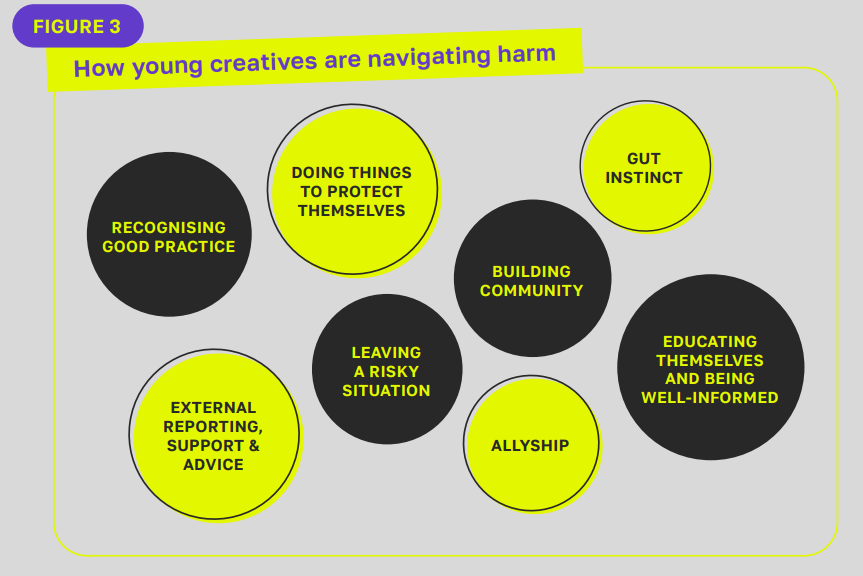 FIGURE 3
How young creatives are navigating harm
RECOGNISING
GOOD PRACTICE
DOING THINGS
TO PROTECT
THEMSELVES
GUT
INSTINCT
BUILDING
COMMUNITY
LEAVING
A RISKY
SITUATION
EDUCATING
THEMSELVES
AND BEING
WELL-INFORMED
EXTERNAL
REPORTING,
SUPPORT &
ADVICE
ALLYSHIP